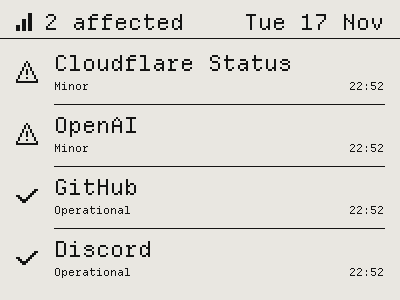 2 affected Tue 17 Nov
Cloudflare Status
Minor 22:52
OpenAI
Minor 22:52
GitHub
Operational 22:52
Discord
Operational 22:52